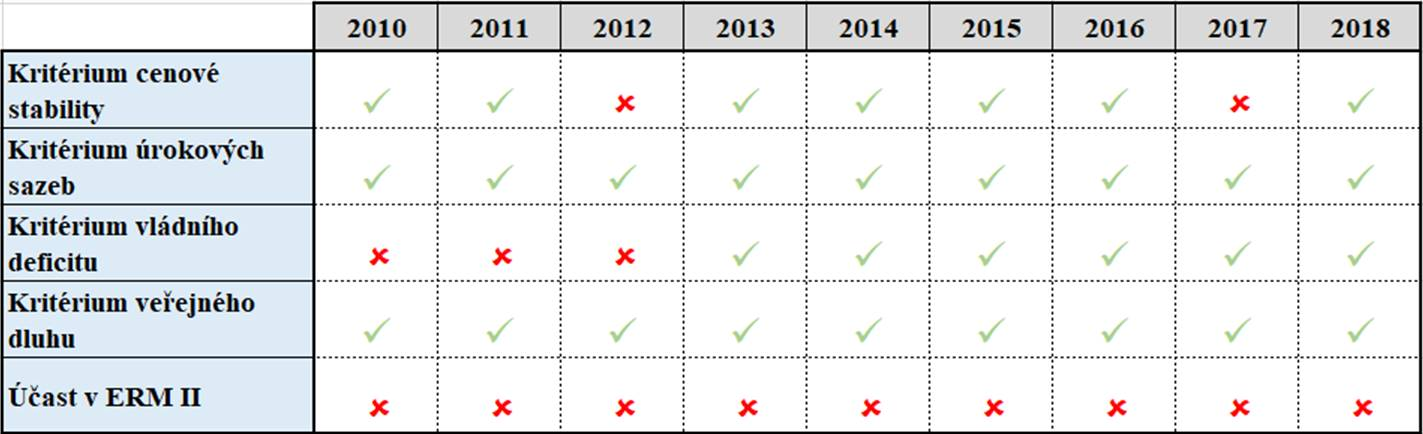 2010 2011 2012 2013 2014 2015 2016 2017 2018
Kritérium cenové
stability
✓ ✓ ✘ ✓ ✓ ✓ ✓ ✘ ✓
Kritérium úrokových
sazeb
✓ ✓ ✓ ✓ ✓ ✓ ✓ ✓ ✓
Kritérium vládního
deficitu
✘ ✘ ✘ ✓ ✓ ✓ ✓ ✓ ✓
Kritérium veřejného
dluhu
✓ ✓ ✓ ✓ ✓ ✓ ✓ ✓ ✓
Účast v ERM II
✘ ✘ ✘ ✘ ✘ ✘ ✘ ✘ ✘